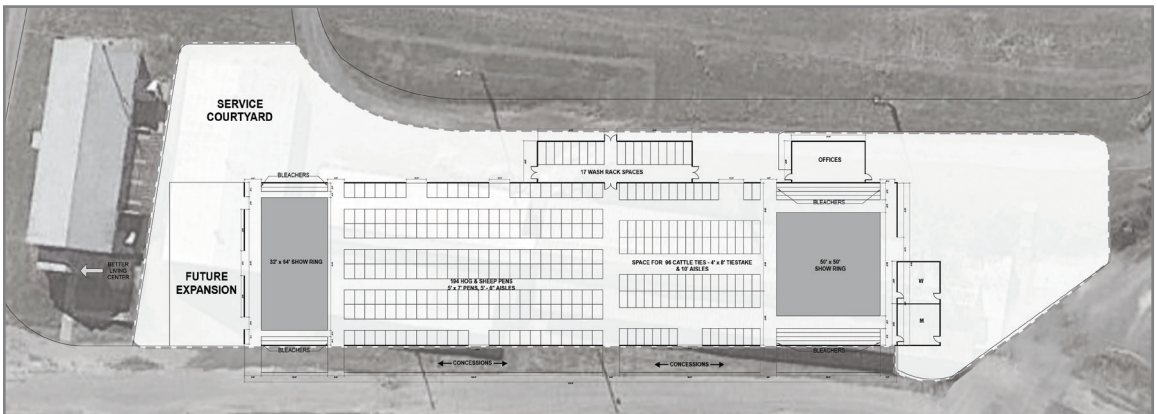 SERVICE
COURTYARD
BLEACHERS
17 WASH RACK SPACES
OFFICES
BLEACHERS
BETTER
LIVING
CENTER
FUTURE
EXPANSION
32' x 64' SHOW RING
194 HOG & SHEEP PENS
5' x 7' PENS, 5' - 6" AISLES
SPACE FOR 96 CATTLE TIES - 4' x 8' TIESTAKE
& 10' AISLES
50' x 50'
SHOW RING
W
M
BLEACHERS
CONCESSIONS
CONCESSIONS
BLEACHERS